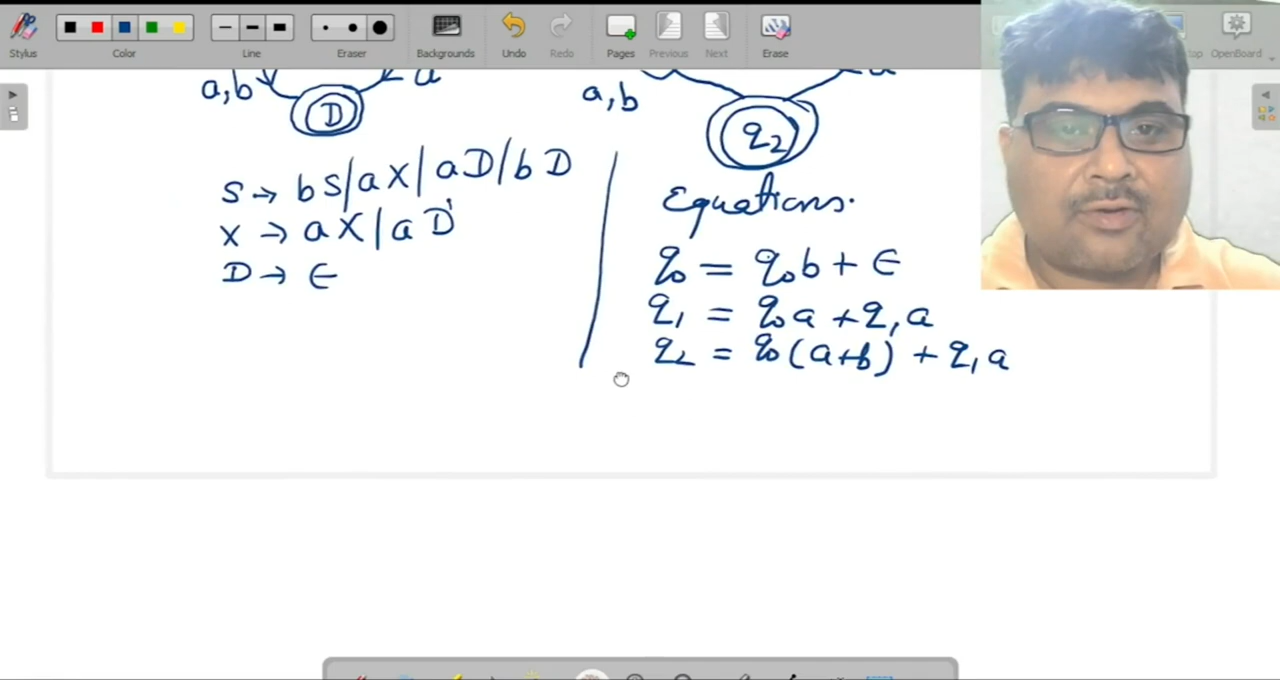 Stylus Color Line Eraser Backgrounds Undo Redo Pages Previous Next Erase OpenBoard
a,b a
D
a,b
q2
S → bS/aX/aD/bD
X → aX/aD
D → ϵ
Equations.
q0 = q0b + ϵ
q1 = q0a + q1a
q2 = q0(a+b) + q1a